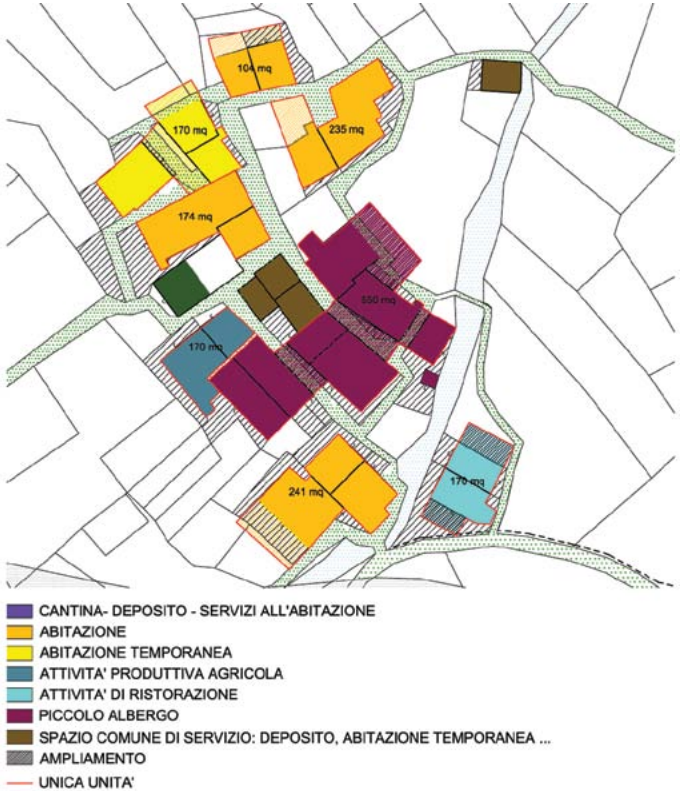 104 mq
170 mq
235 mq
174 mq
550 mq
170 mq
241 mq
170 mq
CANTINA- DEPOSITO - SERVIZI ALL'ABITAZIONE
ABITAZIONE
ABITAZIONE TEMPORANEA
ATTIVITA' PRODUTTIVA AGRICOLA
ATTIVITA' DI RISTORAZIONE
PICCOLO ALBERGO
SPAZIO COMUNE DI SERVIZIO: DEPOSITO, ABITAZIONE TEMPORANEA ...
AMPLIAMENTO
UNICA UNITA'